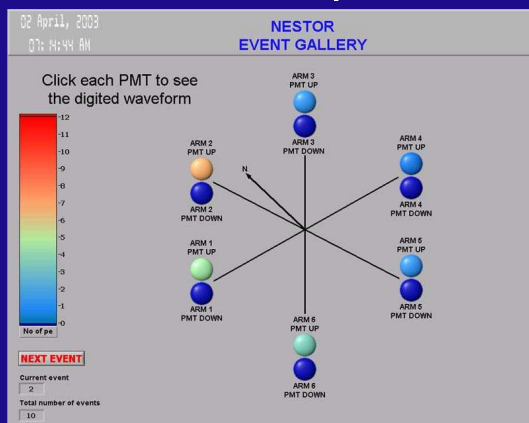 02 April, 2003
07:14:44 AM
NESTOR
EVENT GALLERY
Click each PMT to see
the digited waveform
-12
-11
-10
-9
-8
-7
-6
-5
-4
-3
-2
-1
-0
No of pe
NEXT EVENT
Current event
2
Total number of events
10
ARM 3
PMT UP
ARM 3
PMT DOWN
ARM 2
PMT UP
ARM 2
PMT DOWN
N
ARM 4
PMT UP
ARM 4
PMT DOWN
ARM 1
PMT UP
ARM 1
PMT DOWN
ARM 5
PMT UP
ARM 5
PMT DOWN
ARM 6
PMT UP
ARM 6
PMT DOWN